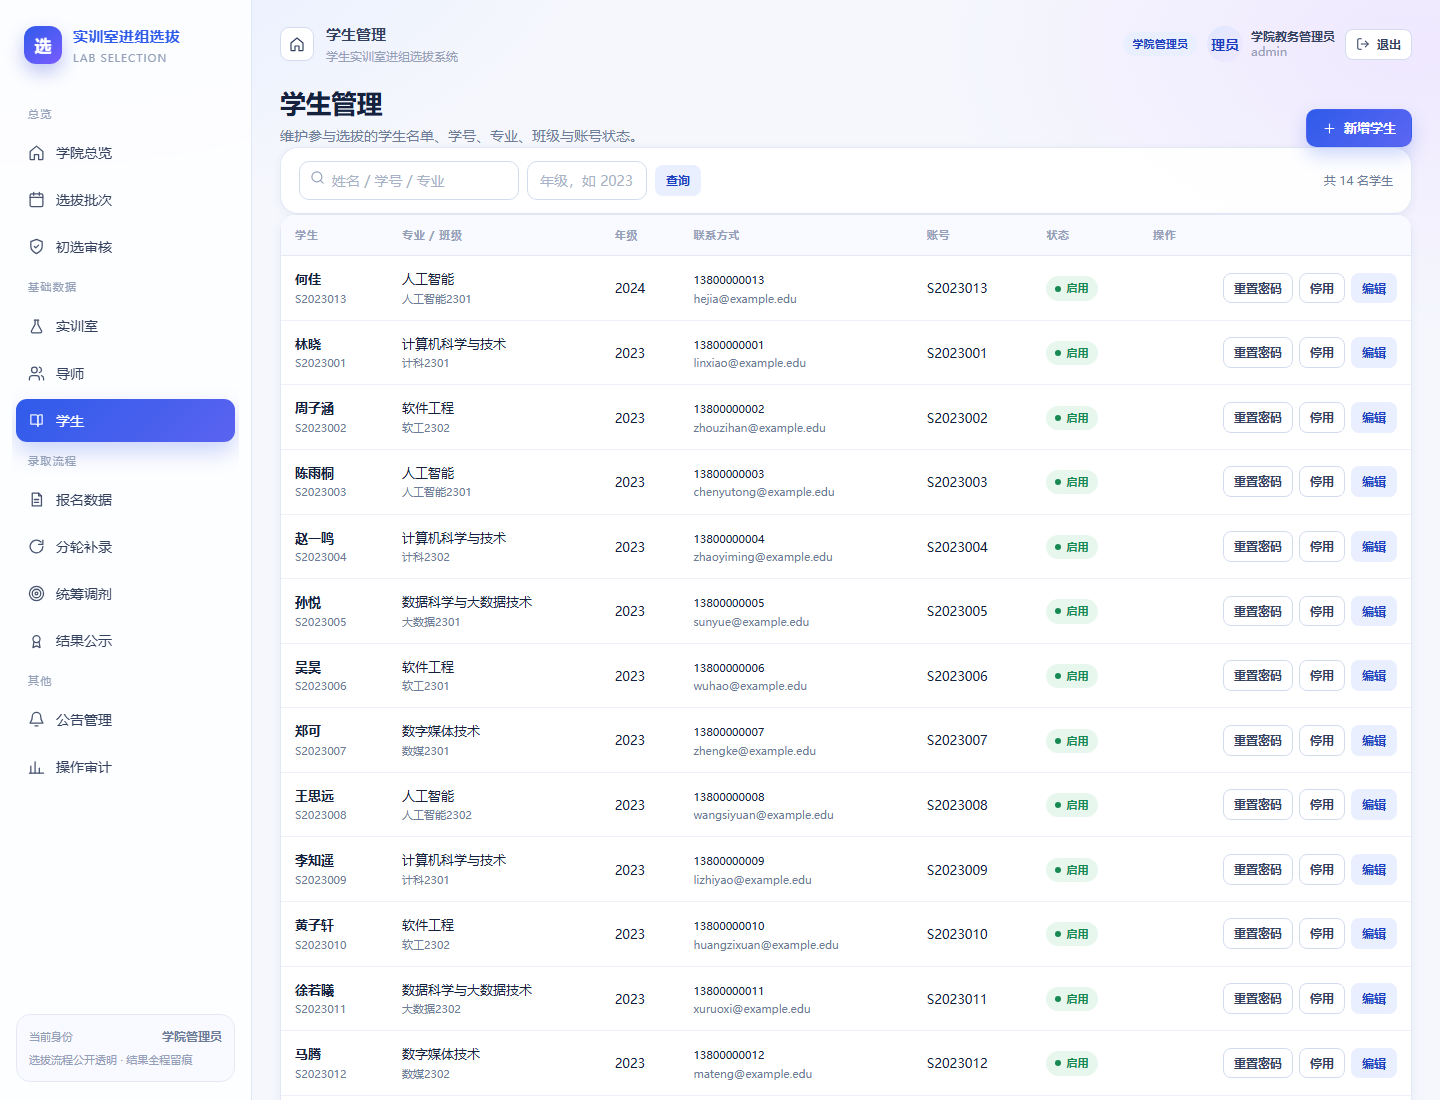 选
实训室进组选拔
LAB SELECTION
总览
学院总览
选拔批次
初选审核
基础数据
实训室
导师
学生
录取流程
报名数据
分轮补录
统筹调剂
结果公示
其他
公告管理
操作审计
当前身份 学院管理员
选拔流程公开透明 · 结果全程留痕
学生管理
学生实训室进组选拔系统
学院管理员
理员
学院教务管理员
admin
退出
学生管理
维护参与选拔的学生名单、学号、专业、班级与账号状态。
+ 新增学生
姓名 / 学号 / 专业
年级，如 2023
查询
共 14 名学生
学生 专业 / 班级 年级 联系方式 账号 状态 操作
何佳 人工智能 2024 13800000013 S2023013 启用 重置密码 停用 编辑
S2023013 人工智能2301 hejia@example.edu
林晓 计算机科学与技术 2023 13800000001 S2023001 启用 重置密码 停用 编辑
S2023001 计科2301 linxiao@example.edu
周子涵 软件工程 2023 13800000002 S2023002 启用 重置密码 停用 编辑
S2023002 软工2302 zhouzihan@example.edu
陈雨桐 人工智能 2023 13800000003 S2023003 启用 重置密码 停用 编辑
S2023003 人工智能2301 chenyutong@example.edu
赵一鸣 计算机科学与技术 2023 13800000004 S2023004 启用 重置密码 停用 编辑
S2023004 计科2302 zhaoyiming@example.edu
孙悦 数据科学与大数据技术 2023 13800000005 S2023005 启用 重置密码 停用 编辑
S2023005 大数据2301 sunyue@example.edu
吴昊 软件工程 2023 13800000006 S2023006 启用 重置密码 停用 编辑
S2023006 软工2301 wuhao@example.edu
郑可 数字媒体技术 2023 13800000007 S2023007 启用 重置密码 停用 编辑
S2023007 数媒2301 zhengke@example.edu
王思远 人工智能 2023 13800000008 S2023008 启用 重置密码 停用 编辑
S2023008 人工智能2302 wangsiyuan@example.edu
李知遥 计算机科学与技术 2023 13800000009 S2023009 启用 重置密码 停用 编辑
S2023009 计科2301 lizhiyao@example.edu
黄子轩 软件工程 2023 13800000010 S2023010 启用 重置密码 停用 编辑
S2023010 软工2302 huangzixuan@example.edu
徐若曦 数据科学与大数据技术 2023 13800000011 S2023011 启用 重置密码 停用 编辑
S2023011 大数据2302 xuruoxi@example.edu
马腾 数字媒体技术 2023 13800000012 S2023012 启用 重置密码 停用 编辑
S2023012 数媒2302 mateng@example.edu